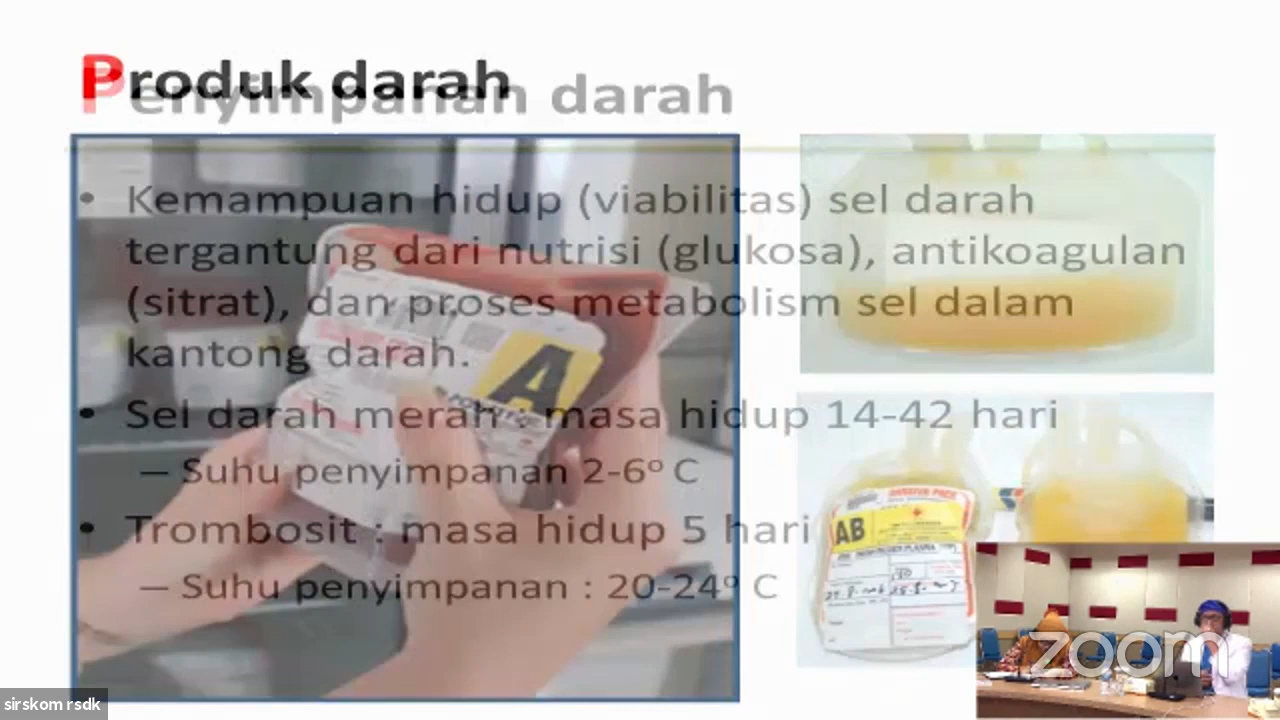 Produk darah
Penyimpanan darah
• Kemampuan hidup (viabilitas) sel darah
tergantung dari nutrisi (glukosa), antikoagulan
(sitrat), dan proses metabolism sel dalam
kantong darah.
• Sel darah merah : masa hidup 14-42 hari
– Suhu penyimpanan 2-6º C
• Trombosit : masa hidup 5 hari
– Suhu penyimpanan : 20-24º C
A
AB
zoom
sirskom rsdk